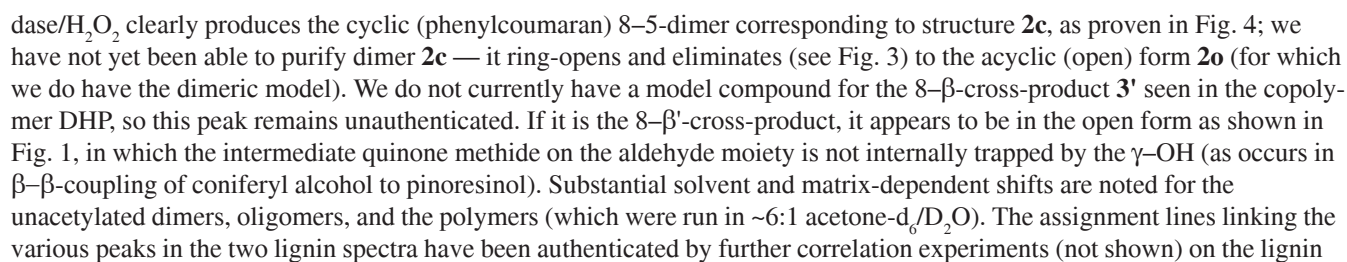 dase/H₂O₂ clearly produces the cyclic (phenylcoumaran) 8–5-dimer corresponding to structure 2c, as proven in Fig. 4; we
have not yet been able to purify dimer 2c — it ring-opens and eliminates (see Fig. 3) to the acyclic (open) form 2o (for which
we do have the dimeric model). We do not currently have a model compound for the 8–β-cross-product 3' seen in the copoly-
mer DHP, so this peak remains unauthenticated. If it is the 8–β'-cross-product, it appears to be in the open form as shown in
Fig. 1, in which the intermediate quinone methide on the aldehyde moiety is not internally trapped by the γ–OH (as occurs in
β–β-coupling of coniferyl alcohol to pinoresinol). Substantial solvent and matrix-dependent shifts are noted for the
unacetylated dimers, oligomers, and the polymers (which were run in ~6:1 acetone-d₆/D₂O). The assignment lines linking the
various peaks in the two lignin spectra have been authenticated by further correlation experiments (not shown) on the lignin